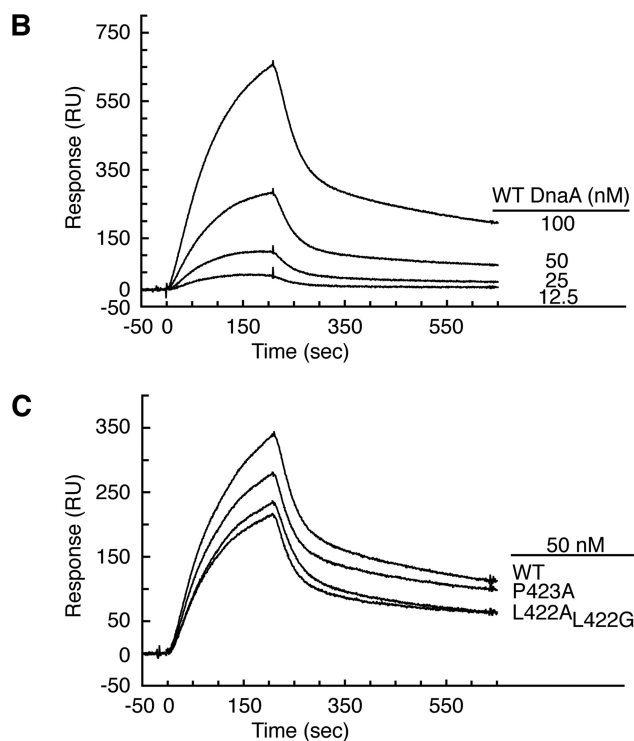 B
Response (RU)
750
550
350
150
0
-50
-50 0 150 350 550
Time (sec)
WT DnaA (nM)
100
50
25
12.5
C
Response (RU)
350
250
150
50
0
-50
-50 0 150 350 550
Time (sec)
50 nM
WT
P423A
L422A L422G